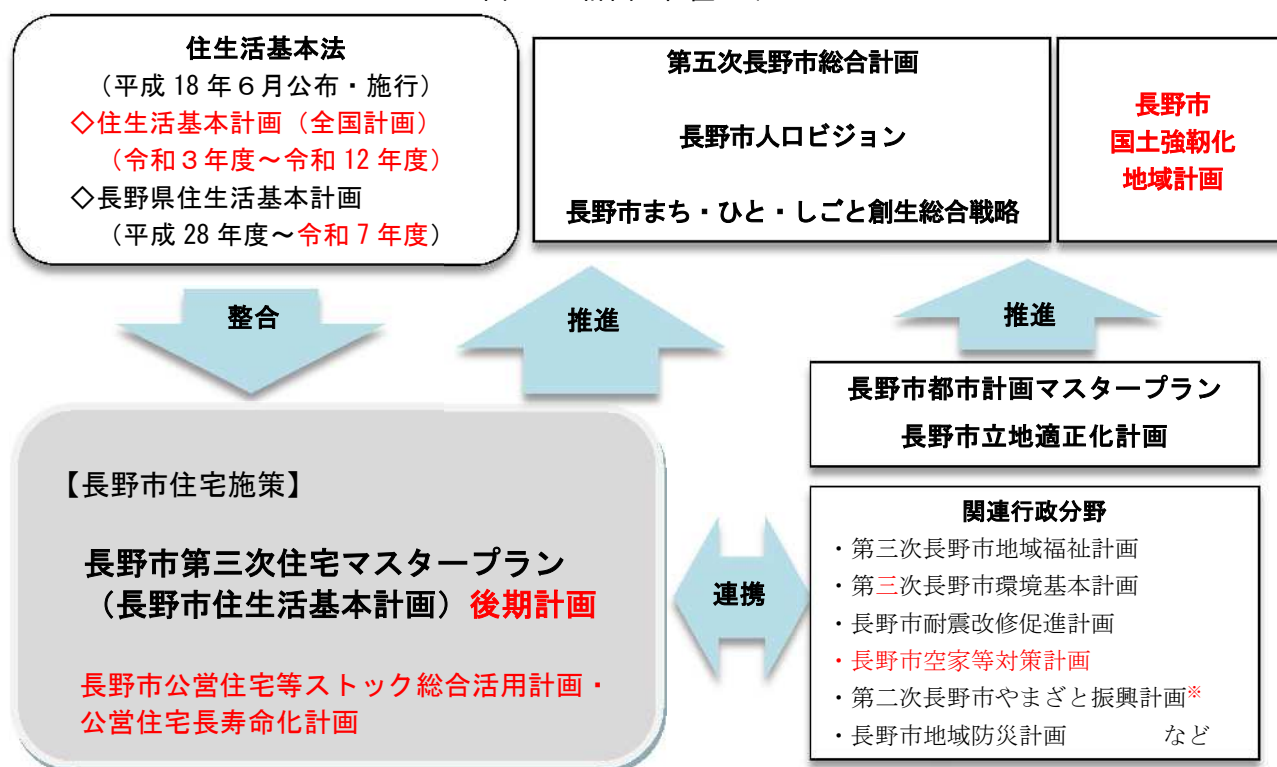 住生活基本法
(平成 18 年6月公布・施行)
◇住生活基本計画(全国計画)
(令和3年度~令和 12 年度)
◇長野県住生活基本計画
(平成 28 年度~令和 7 年度)
第五次長野市総合計画
長野市人口ビジョン
長野市まち・ひと・しごと創生総合戦略
長野市
国土強靭化
地域計画
整合
推進
推進
長野市都市計画マスタープラン
長野市立地適正化計画
【長野市住宅施策】
長野市第三次住宅マスタープラン
(長野市住生活基本計画)後期計画
長野市公営住宅等ストック総合活用計画・
公営住宅長寿命化計画
連携
関連行政分野
・第三次長野市地域福祉計画
・第三次長野市環境基本計画
・長野市耐震改修促進計画
・長野市空家等対策計画
・第二次長野市やまざと振興計画※
・長野市地域防災計画 など